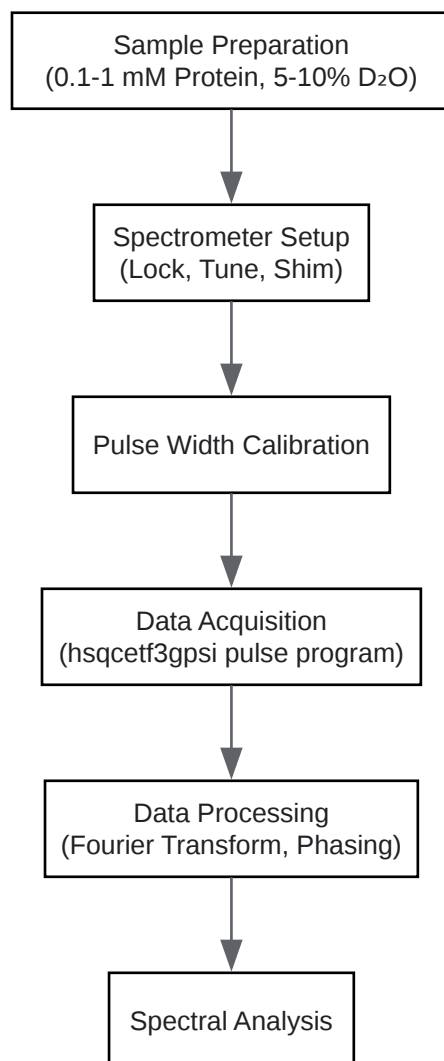 Sample Preparation
(0.1-1 mM Protein, 5-10% D₂O)
Spectrometer Setup
(Lock, Tune, Shim)
Pulse Width Calibration
Data Acquisition
(hsqcetf3gpsi pulse program)
Data Processing
(Fourier Transform, Phasing)
Spectral Analysis